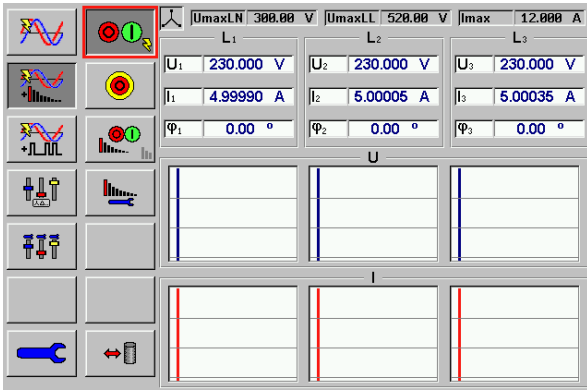 UmaxLN 300.00 V UmaxLL 520.00 V Imax 12.000 A
L1 L2 L3
U1 230.000 V U2 230.000 V U3 230.000 V
I1 4.99990 A I2 5.00005 A I3 5.00035 A
φ1 0.00 ° φ2 0.00 ° φ3 0.00 °
U
I